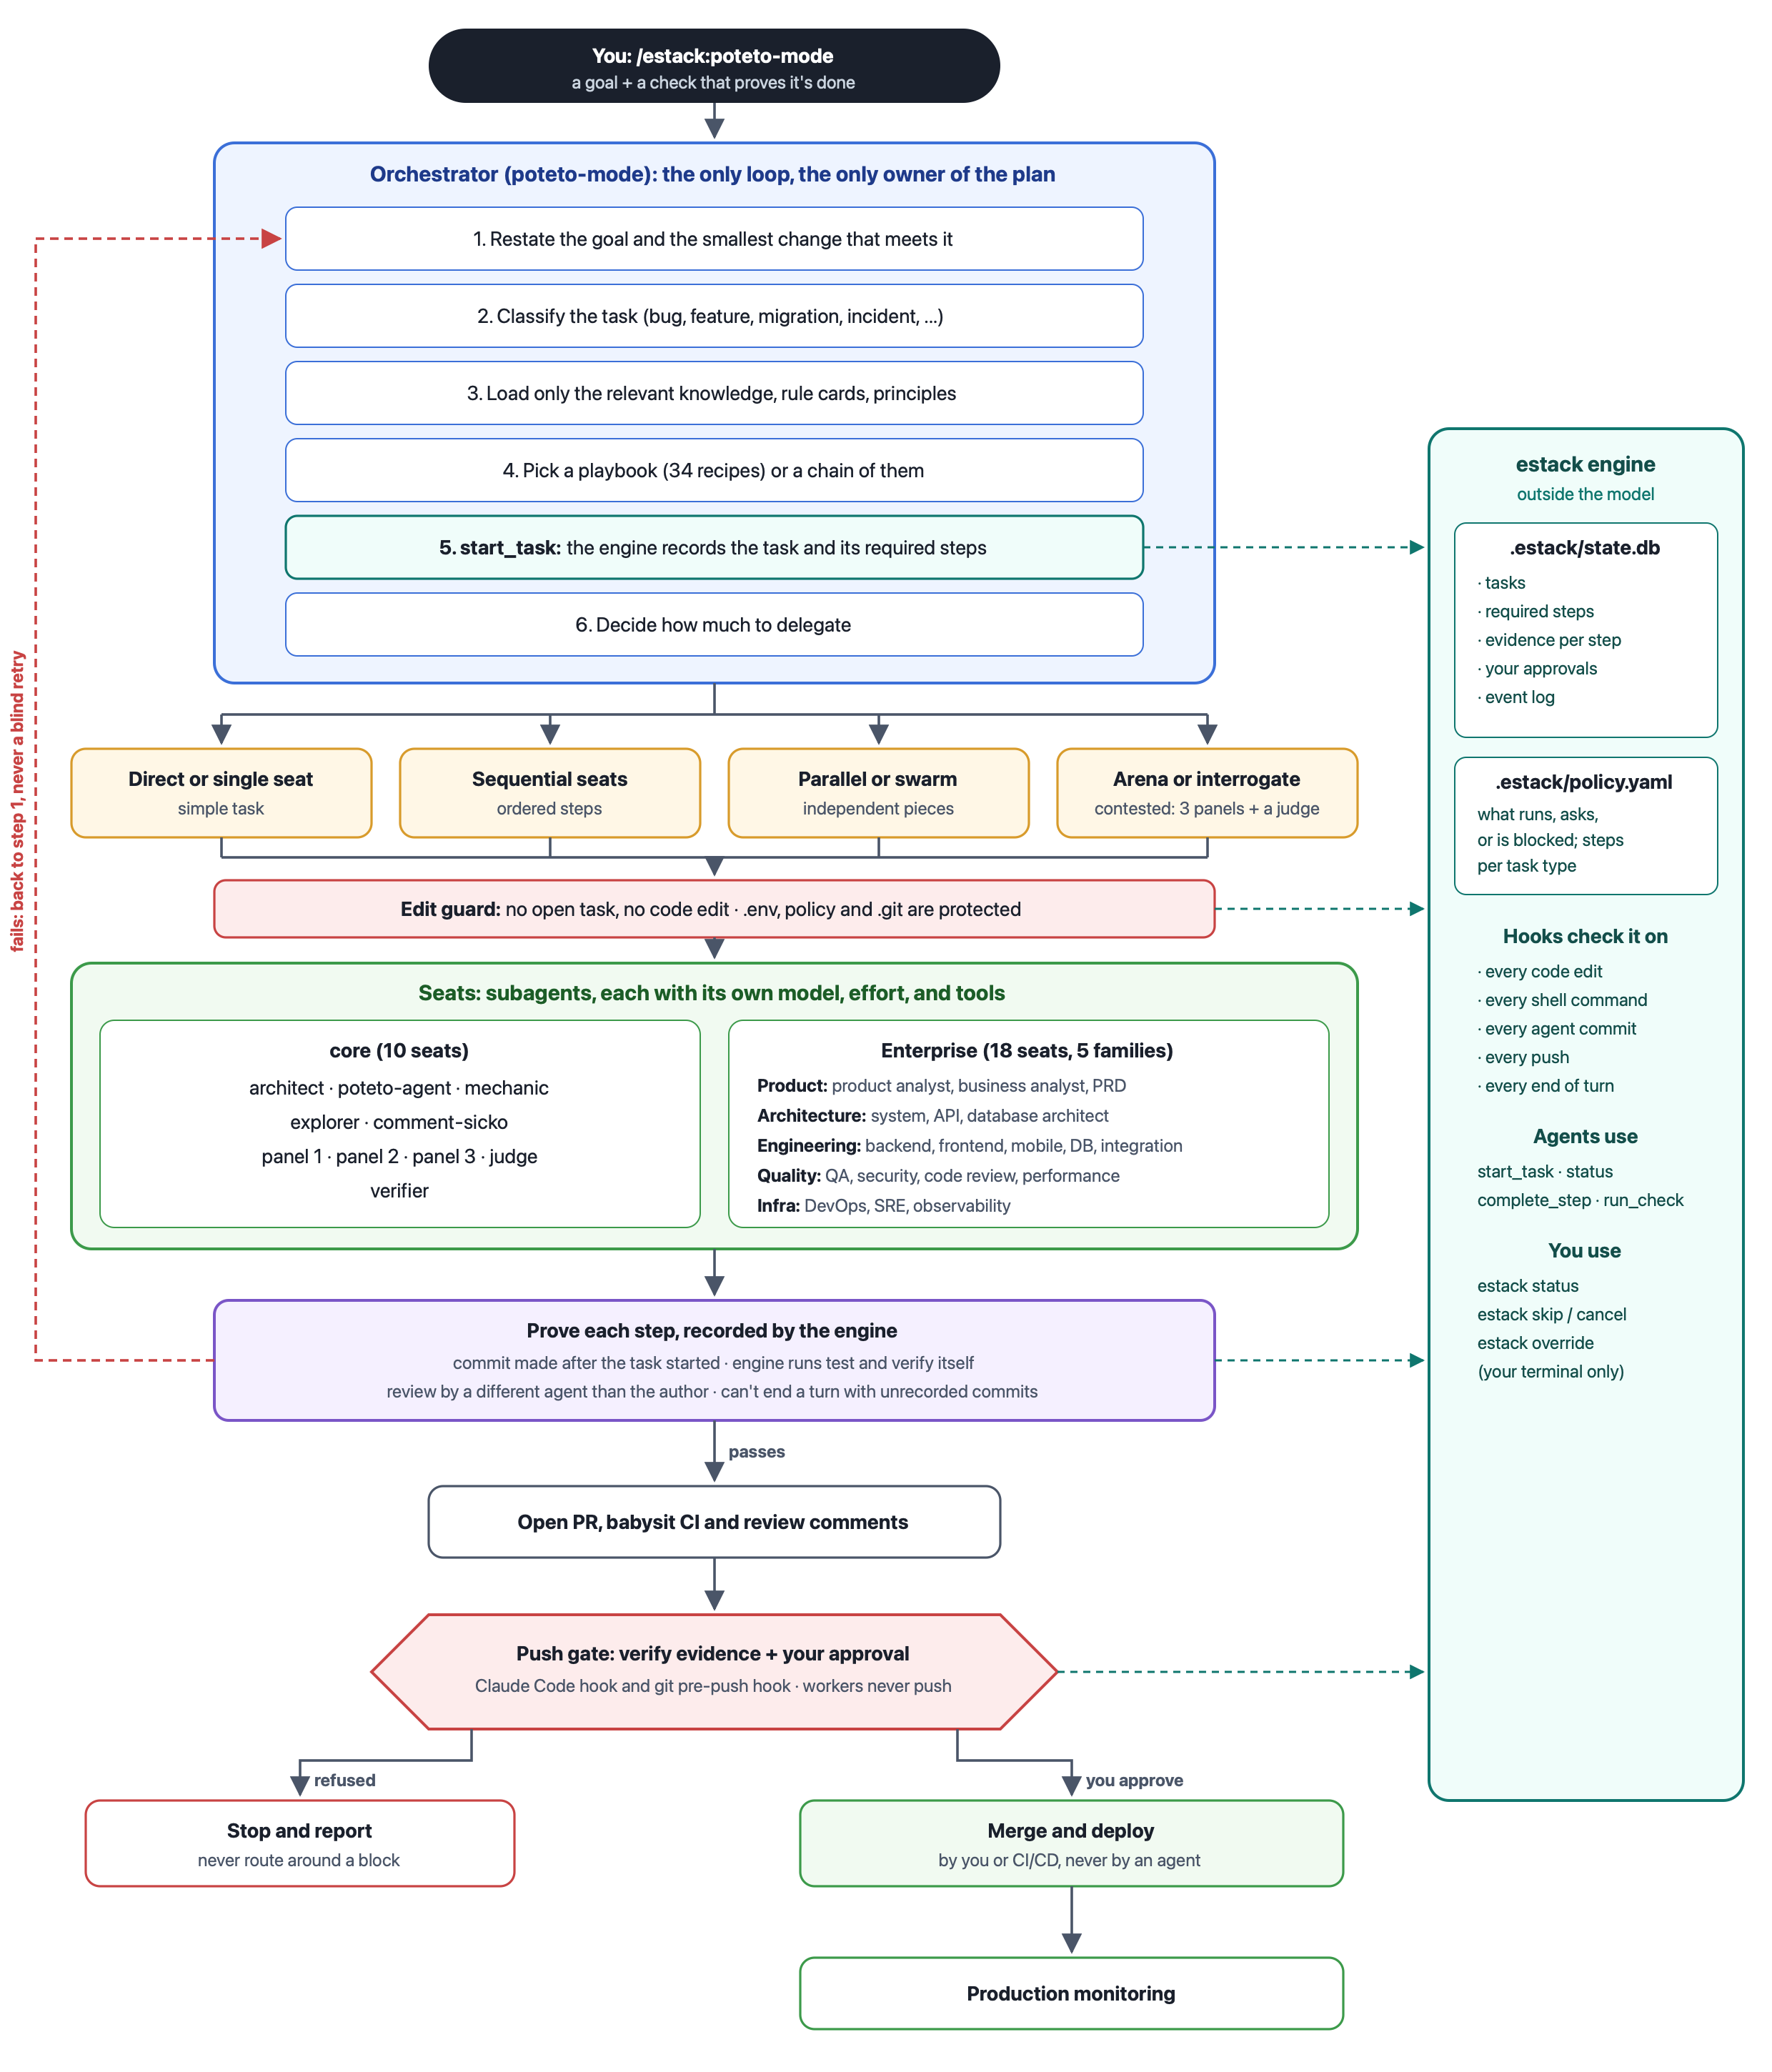 You: /estack:poteto-mode
a goal + a check that proves it's done
Orchestrator (poteto-mode): the only loop, the only owner of the plan
1. Restate the goal and the smallest change that meets it
2. Classify the task (bug, feature, migration, incident, ...)
3. Load only the relevant knowledge, rule cards, principles
4. Pick a playbook (34 recipes) or a chain of them
5. start_task: the engine records the task and its required steps
6. Decide how much to delegate
fails: back to step 1, never a blind retry
Direct or single seat
simple task
Sequential seats
ordered steps
Parallel or swarm
independent pieces
Arena or interrogate
contested: 3 panels + a judge
Edit guard: no open task, no code edit · .env, policy and .git are protected
Seats: subagents, each with its own model, effort, and tools
core (10 seats)
architect · poteto-agent · mechanic
explorer · comment-sicko
panel 1 · panel 2 · panel 3 · judge
verifier
Enterprise (18 seats, 5 families)
Product: product analyst, business analyst, PRD
Architecture: system, API, database architect
Engineering: backend, frontend, mobile, DB, integration
Quality: QA, security, code review, performance
Infra: DevOps, SRE, observability
Prove each step, recorded by the engine
commit made after the task started · engine runs test and verify itself
review by a different agent than the author · can't end a turn with unrecorded commits
passes
Open PR, babysit CI and review comments
Push gate: verify evidence + your approval
Claude Code hook and git pre-push hook · workers never push
refused
you approve
Stop and report
never route around a block
Merge and deploy
by you or CI/CD, never by an agent
Production monitoring
estack engine
outside the model
.estack/state.db
· tasks
· required steps
· evidence per step
· your approvals
· event log
.estack/policy.yaml
what runs, asks,
or is blocked; steps
per task type
Hooks check it on
· every code edit
· every shell command
· every agent commit
· every push
· every end of turn
Agents use
start_task · status
complete_step · run_check
You use
estack status
estack skip / cancel
estack override
(your terminal only)